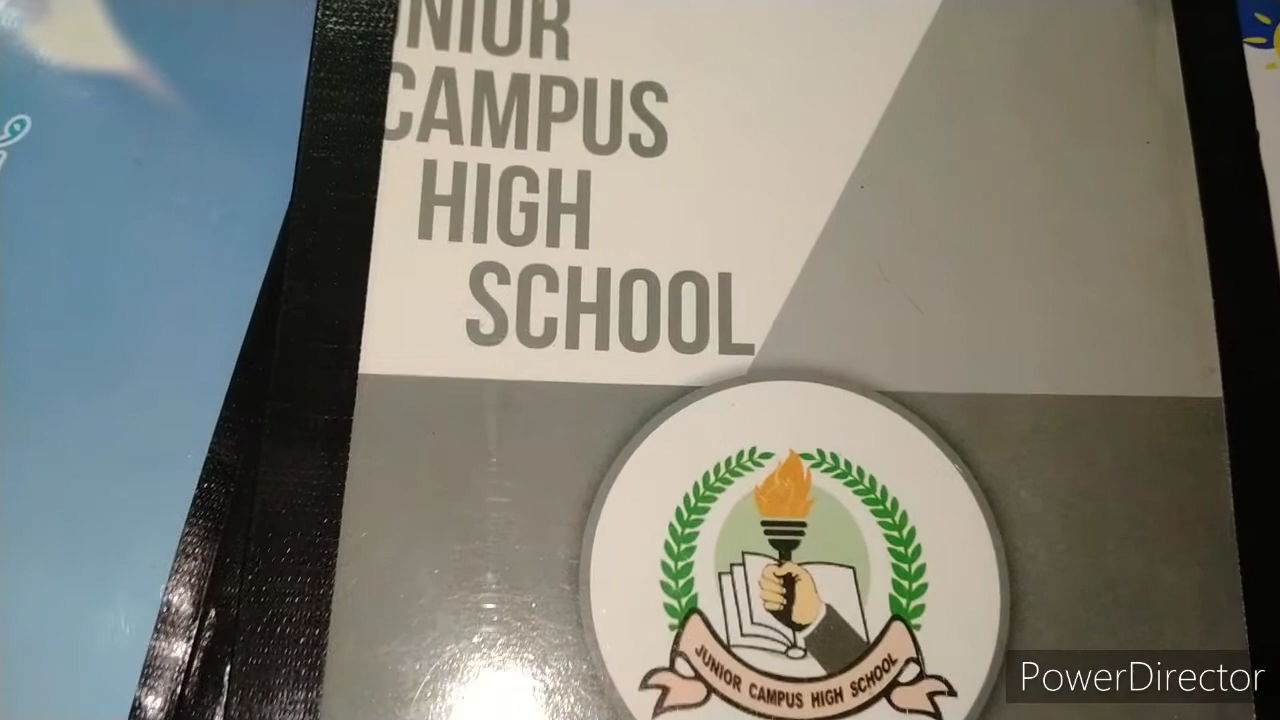 NIOR
CAMPUS
HIGH
SCHOOL
JUNIOR CAMPUS HIGH SCHOOL
PowerDirector